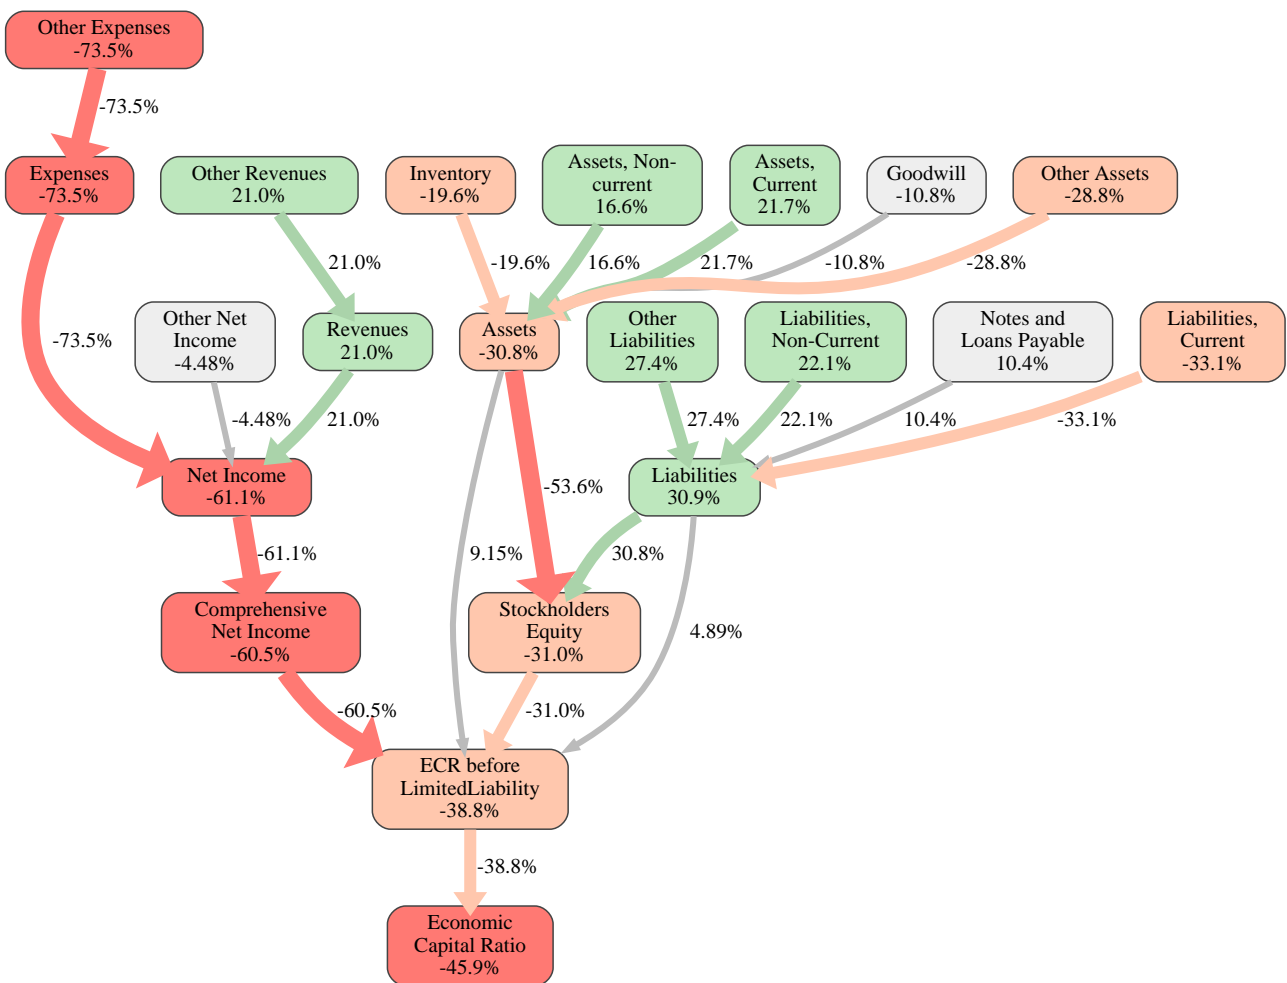 Other Expenses
-73.5%
-73.5%
Expenses
-73.5%
Other Revenues
21.0%
Inventory
-19.6%
Assets, Non-
current
16.6%
Assets,
Current
21.7%
Goodwill
-10.8%
Other Assets
-28.8%
21.0%
-19.6%
16.6%
21.7%
-10.8%
-28.8%
-73.5%
Other Net
Income
-4.48%
Revenues
21.0%
Assets
-30.8%
Other
Liabilities
27.4%
Liabilities,
Non-Current
22.1%
Notes and
Loans Payable
10.4%
Liabilities,
Current
-33.1%
-4.48%
21.0%
27.4%
22.1%
10.4%
-33.1%
Net Income
-61.1%
-53.6%
Liabilities
30.9%
-61.1%
9.15%
30.8%
Comprehensive
Net Income
-60.5%
Stockholders
Equity
-31.0%
4.89%
-60.5%
-31.0%
ECR before
LimitedLiability
-38.8%
-38.8%
Economic
Capital Ratio
-45.9%